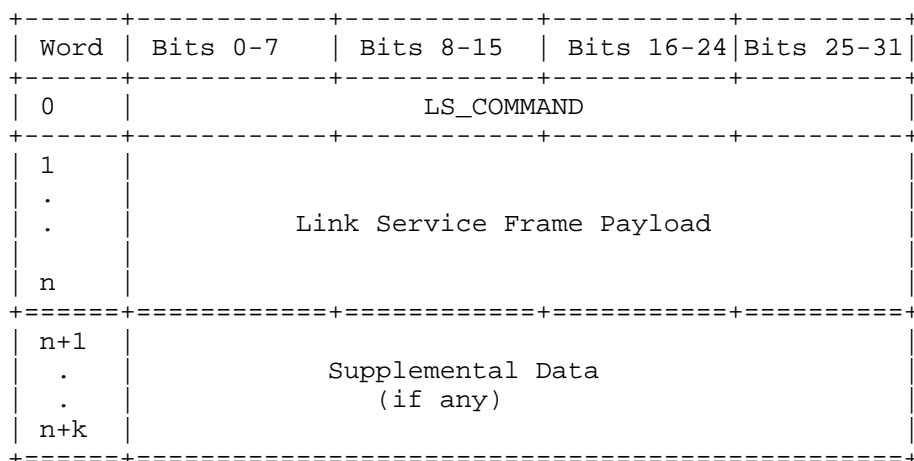 Word Bits 0-7 Bits 8-15 Bits 16-24 Bits 25-31
0 LS_COMMAND
1
.
. Link Service Frame Payload
n
n+1
. Supplemental Data
. (if any)
n+k